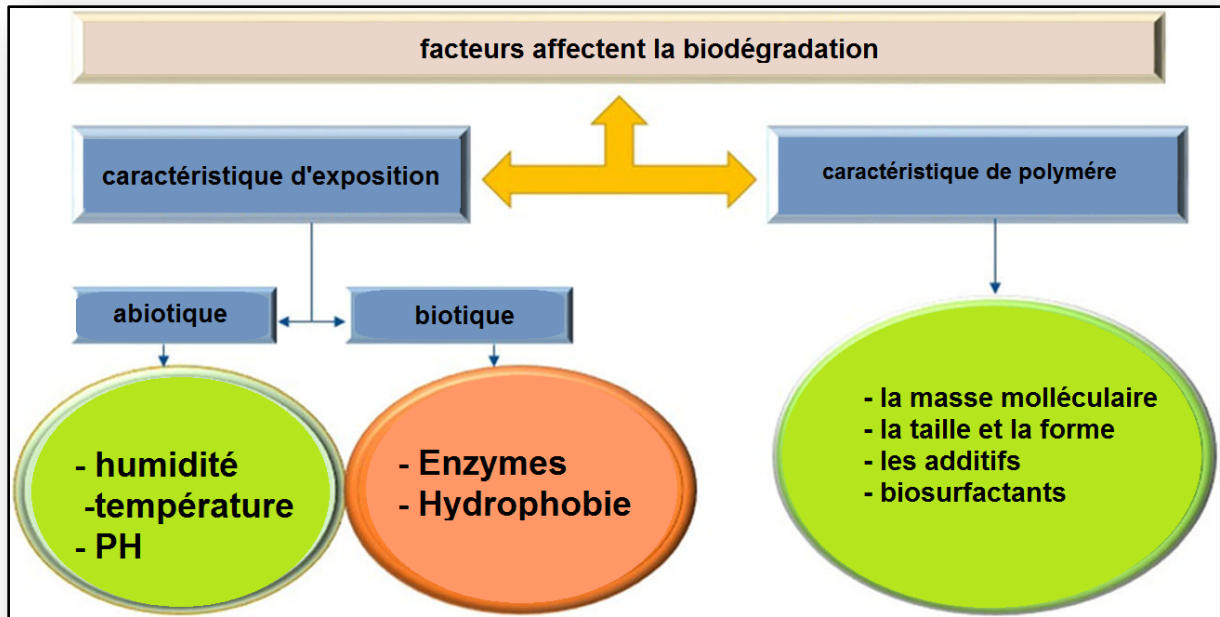 facteurs affectent la biodégradation
caractéristique d'exposition
caractéristique de polymére
abiotique
biotique
- humidité
-température
- PH
- Enzymes
- Hydrophobie
- la masse molléculaire
- la taille et la forme
- les additifs
- biosurfactants